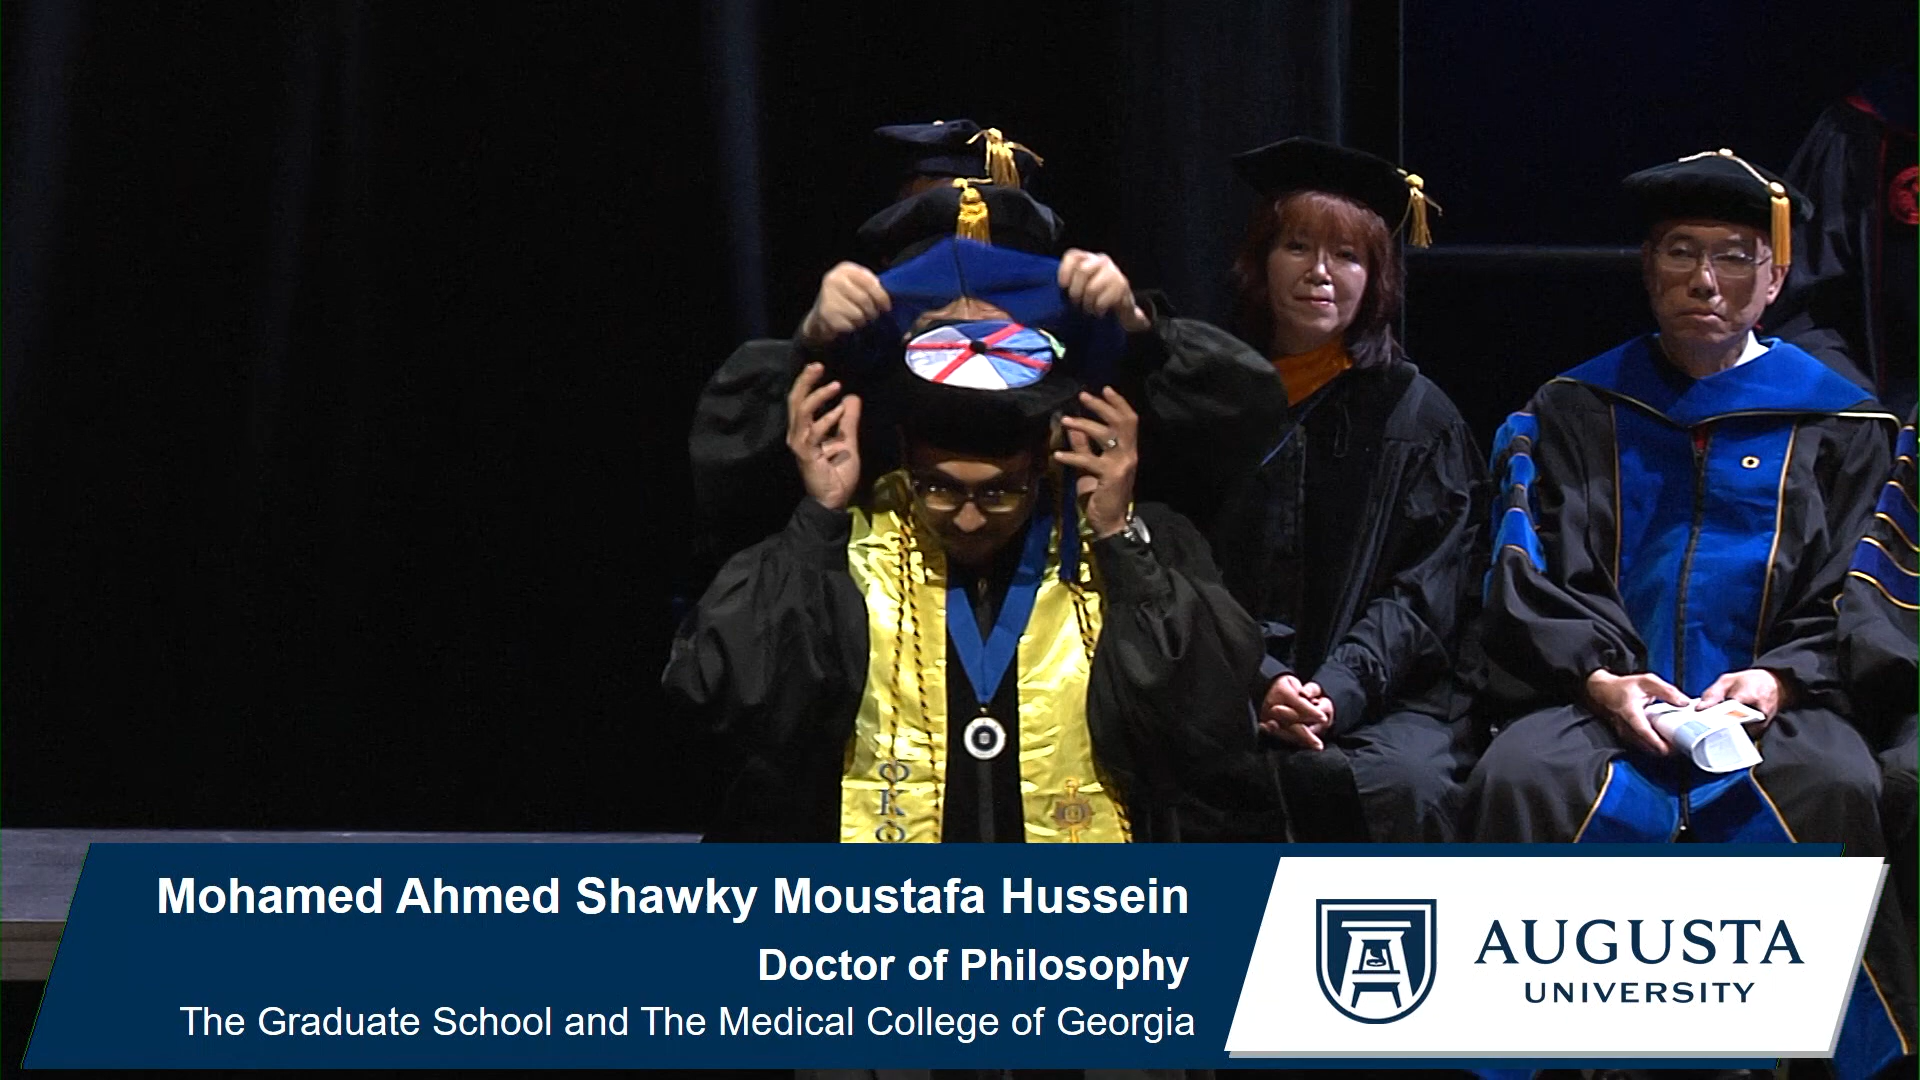 ΦΚΦ
Mohamed Ahmed Shawky Moustafa Hussein
Doctor of Philosophy
The Graduate School and The Medical College of Georgia
AUGUSTA
UNIVERSITY